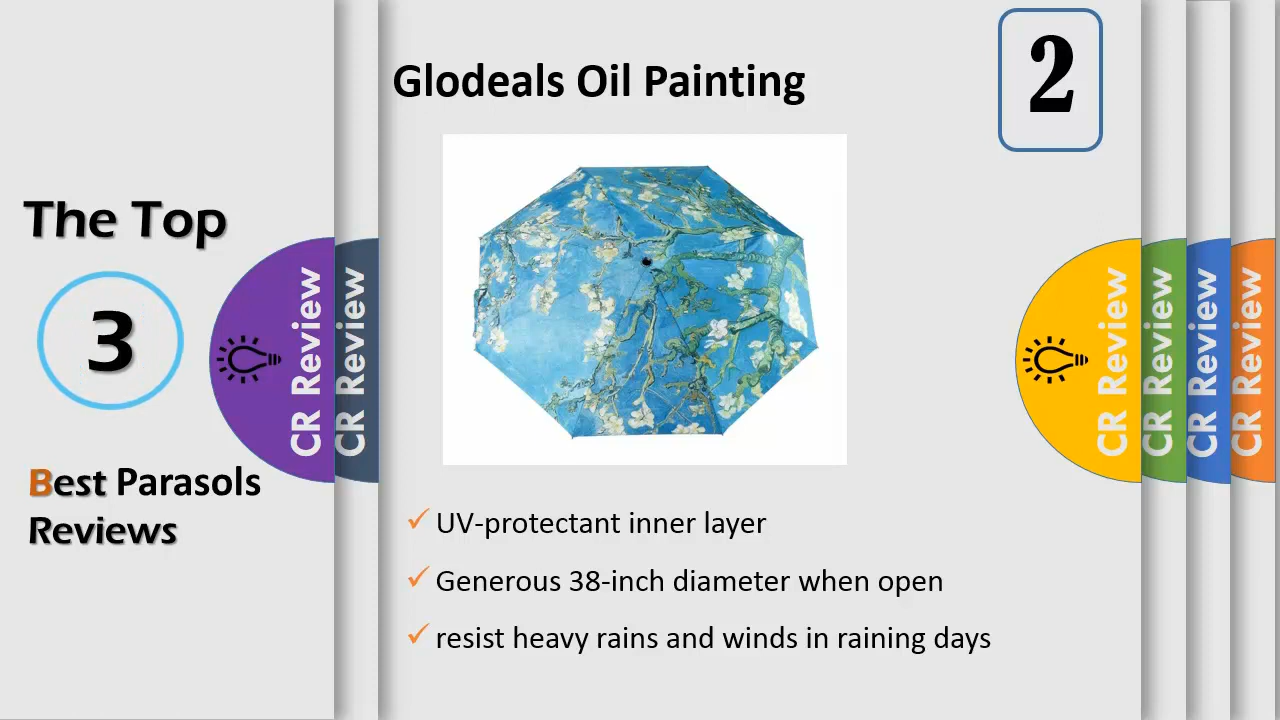 The Top
3
Best Parasols
Reviews
CR Review
CR Review
Glodeals Oil Painting
2
UV-protectant inner layer
Generous 38-inch diameter when open
resist heavy rains and winds in raining days
CR Review
CR Review
CR Review
CR Review